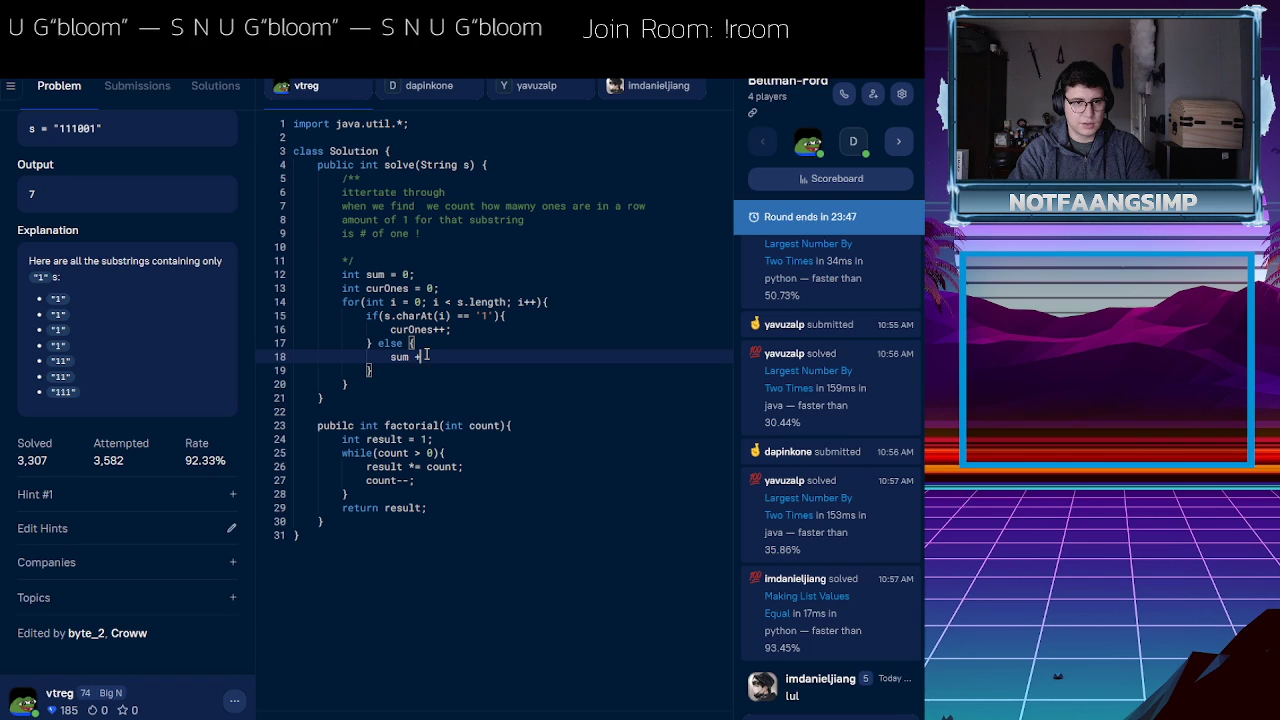 U G“bloom” — S N U G“bloom” — S N U G“bloom
Join Room: !room
Problem
Submissions
Solutions
s = "111001"
Output
7
Explanation
Here are all the substrings containing only
"1" s:
"1"
"1"
"1"
"1"
"11"
"11"
"111"
Solved
Attempted
Rate
3,307
3,582
92.33%
Hint #1
+
Edit Hints
Companies
+
Topics
+
Edited by byte_2, Croww
vtreg 74 Big N
185 0 0
...
vtreg
D dapinkone
Y yavuzalp
imdanieljiang
1 import java.util.*;
2
3 class Solution {
4 public int solve(String s) {
5 /**
6 ittertate through
7 when we find  we count how mawny ones are in a row
8 amount of 1 for that substring
9 is # of one !
10
11 */
12 int sum = 0;
13 int curOnes = 0;
14 for(int i = 0; i < s.length; i++){
15 if(s.charAt(i) == '1'){
16 curOnes++;
17 } else {
18 sum +
19 }
20 }
21 }
22
23 pubilc int factorial(int count){
24 int result = 1;
25 while(count > 0){
26 result *= count;
27 count--;
28 }
29 return result;
30 }
31 }
Bellman-Ford
4 players
D
Scoreboard
Round ends in 23:47
Largest Number By
Two Times in 34ms in
python — faster than
50.73%
yavuzalp submitted 10:55 AM
yavuzalp solved 10:56 AM
Largest Number By
Two Times in 159ms in
java — faster than
30.44%
dapinkone submitted 10:56 AM
yavuzalp solved 10:57 AM
Largest Number By
Two Times in 153ms in
java — faster than
35.86%
imdanieljiang solved 10:57 AM
Making List Values
Equal in 17ms in
python — faster than
93.45%
imdanieljiang 5 Today ...
lul
NOTFAANGSIMP